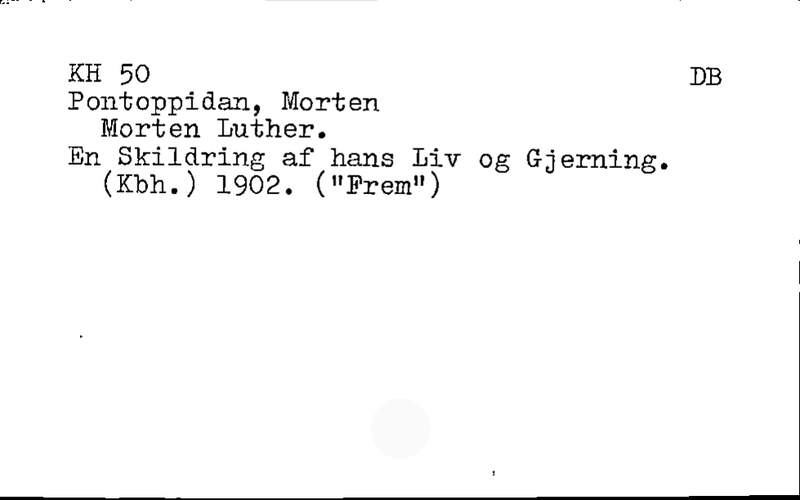 KH 50 DB
Pontoppidan, Morten
Morten Luther.
En Skildring af hans Liv og Gjerning.
(Kbh.) 1902. ("Frem")